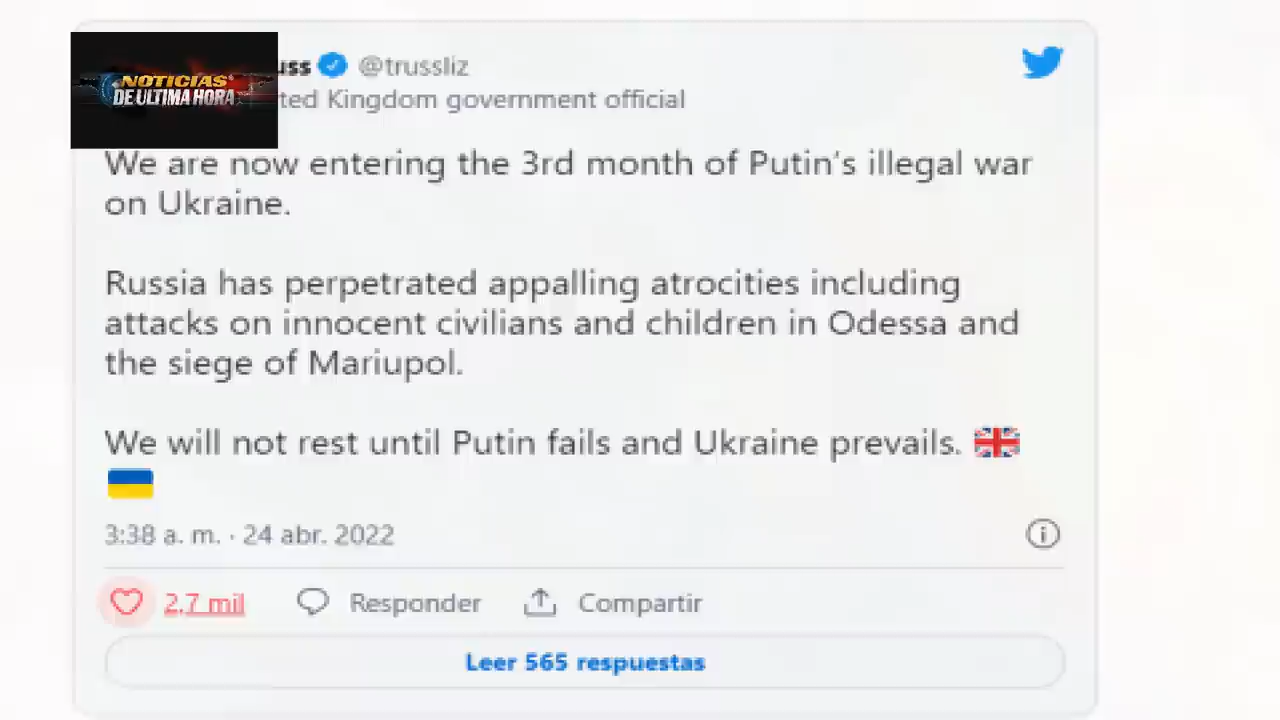 NOTICIAS
DE ULTIMA HORA
uss @trussliz
ted Kingdom government official
We are now entering the 3rd month of Putin's illegal war
on Ukraine.
Russia has perpetrated appalling atrocities including
attacks on innocent civilians and children in Odessa and
the siege of Mariupol.
We will not rest until Putin fails and Ukraine prevails. 🇬🇧
🇺🇦
3:38 a. m. · 24 abr. 2022
2,7 mil Responder Compartir
Leer 565 respuestas